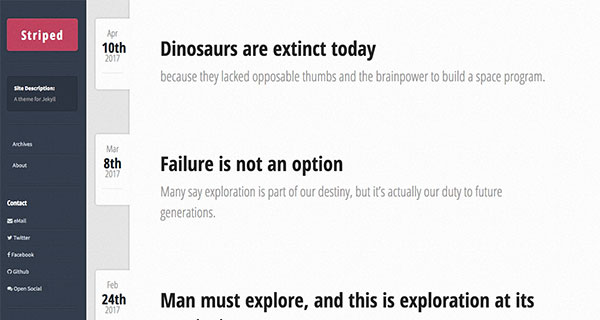 Striped
Site Description:
A theme for Jekyll
Archives
About
Contact
eMail
Twitter
Facebook
Github
Open Social
Apr
10th
2017
Dinosaurs are extinct today
because they lacked opposable thumbs and the brainpower to build a space program.
Mar
8th
2017
Failure is not an option
Many say exploration is part of our destiny, but it's actually our duty to future
generations.
Feb
24th
2017
Man must explore, and this is exploration at its